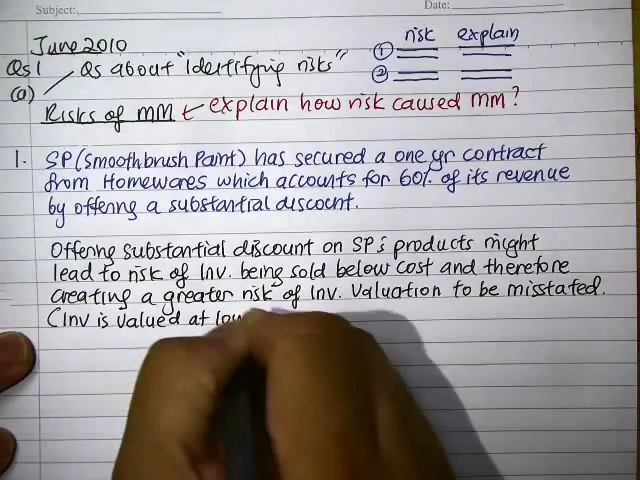 Subject: Date:
June 2010
risk explain
①
②
Qs 1 Qs about "identifying risks"
(a)
Risks of MM ← explain how risk caused MM?
1. SP (Smoothbrush Paint) has secured a one yr contract
from Homewares which accounts for 60% of its revenue
by offering a substantial discount.
Offering substantial discount on SP's products might
lead to risk of Inv. being sold below cost and therefore
creating a greater risk of Inv. valuation to be misstated.
(Inv is valued at low